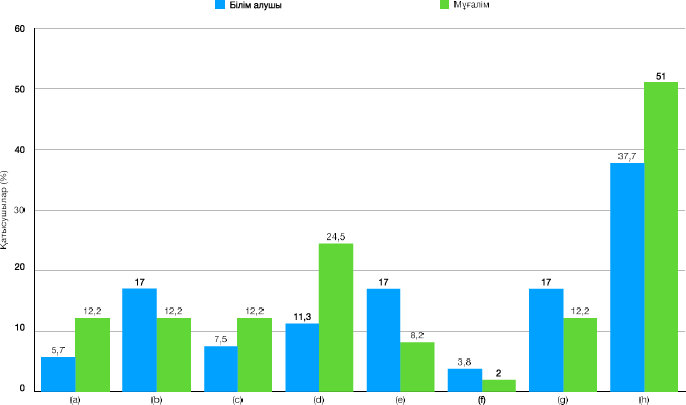 Білім алушы Мұғалім
60
50
40
30
20
10
0
Қатысушылар (%)
5,7 12,2 17 12,2 7,5 12,2 11,3 24,5 17 8,2 3,8 2 17 12,2 37,7 51
(a) (b) (c) (d) (e) (f) (g) (h)